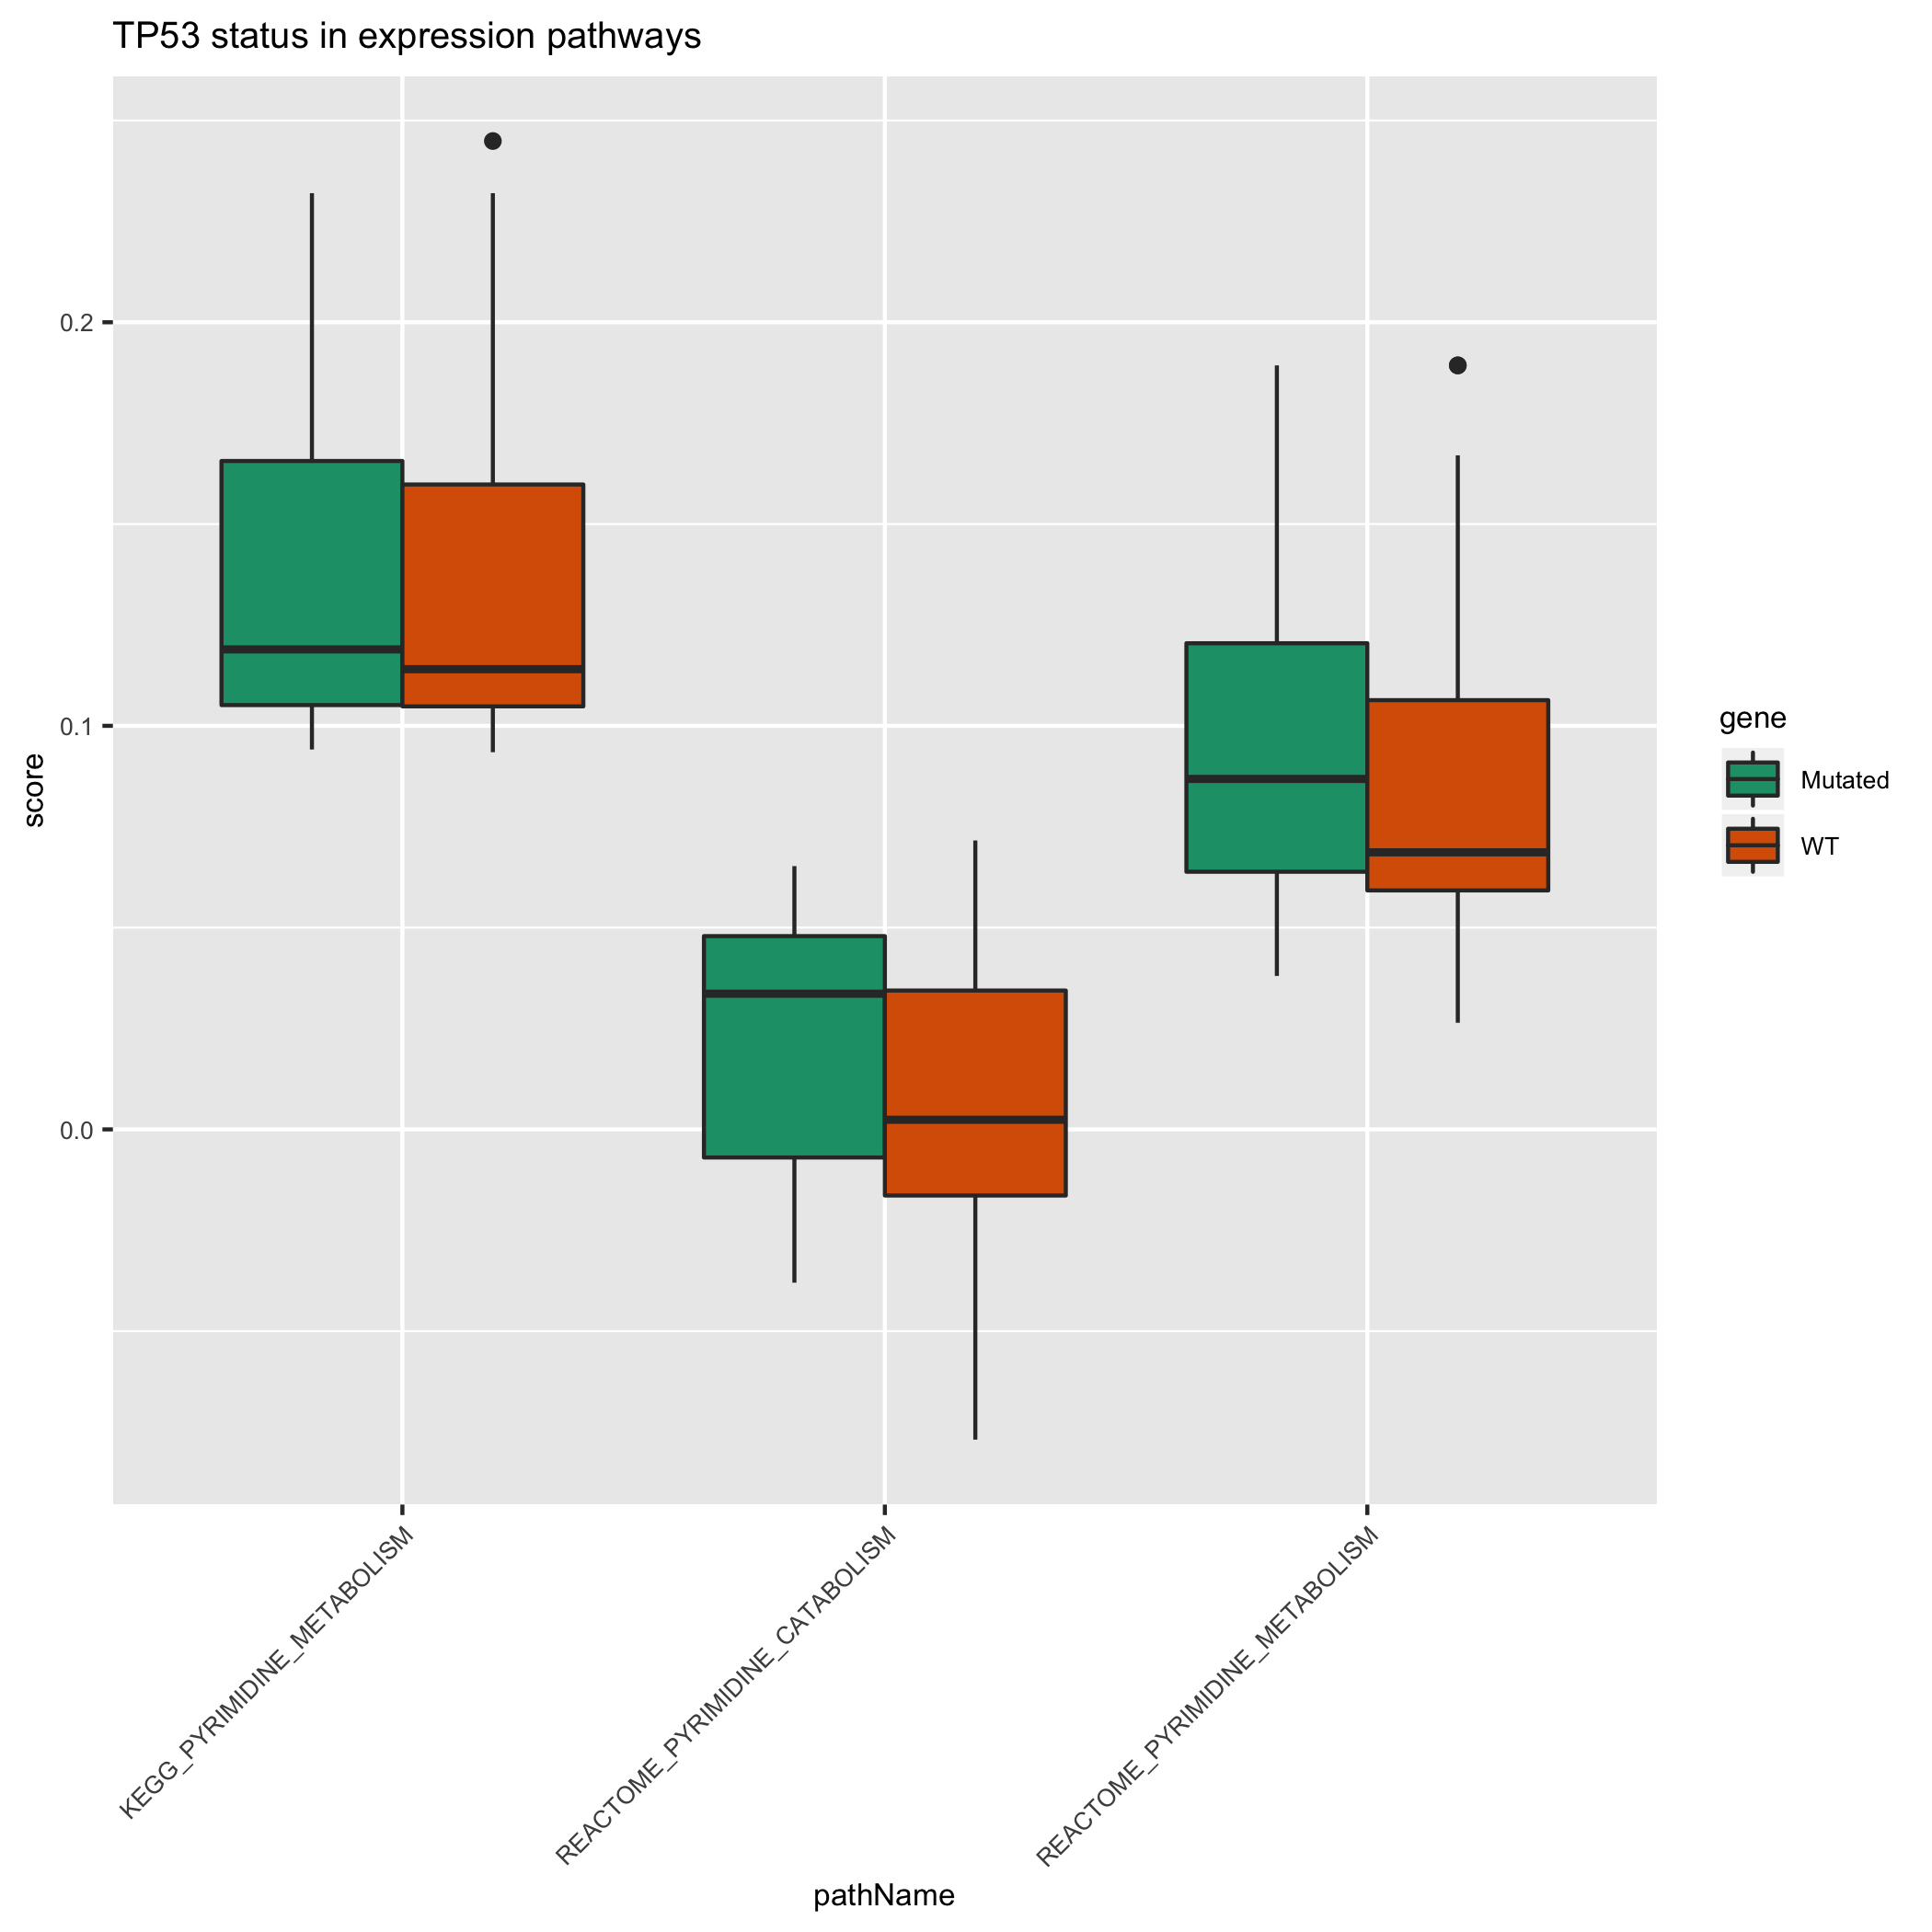 TP53 status in expression pathways
score
0.2
0.1
0.0
KEGG_PYRIMIDINE_METABOLISM
REACTOME_PYRIMIDINE_CATABOLISM
REACTOME_PYRIMIDINE_METABOLISM
pathName
gene
Mutated
WT